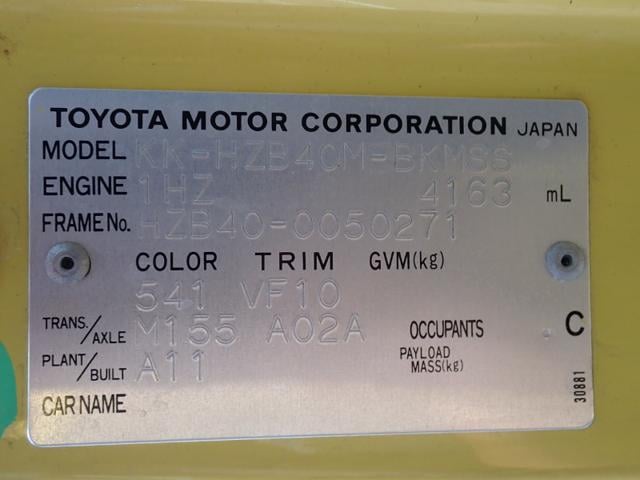 TOYOTA MOTOR CORPORATION JAPAN
MODEL KK-HZB40M-BKMSS
ENGINE 1HZ 4163 mL
FRAME No. HZB40-0050271
COLOR TRIM GVM(kg)
541 VF10
TRANS./AXLE M155 A02A OCCUPANTS C
PLANT/BUILT A11 PAYLOAD MASS(kg)
CAR NAME
30881